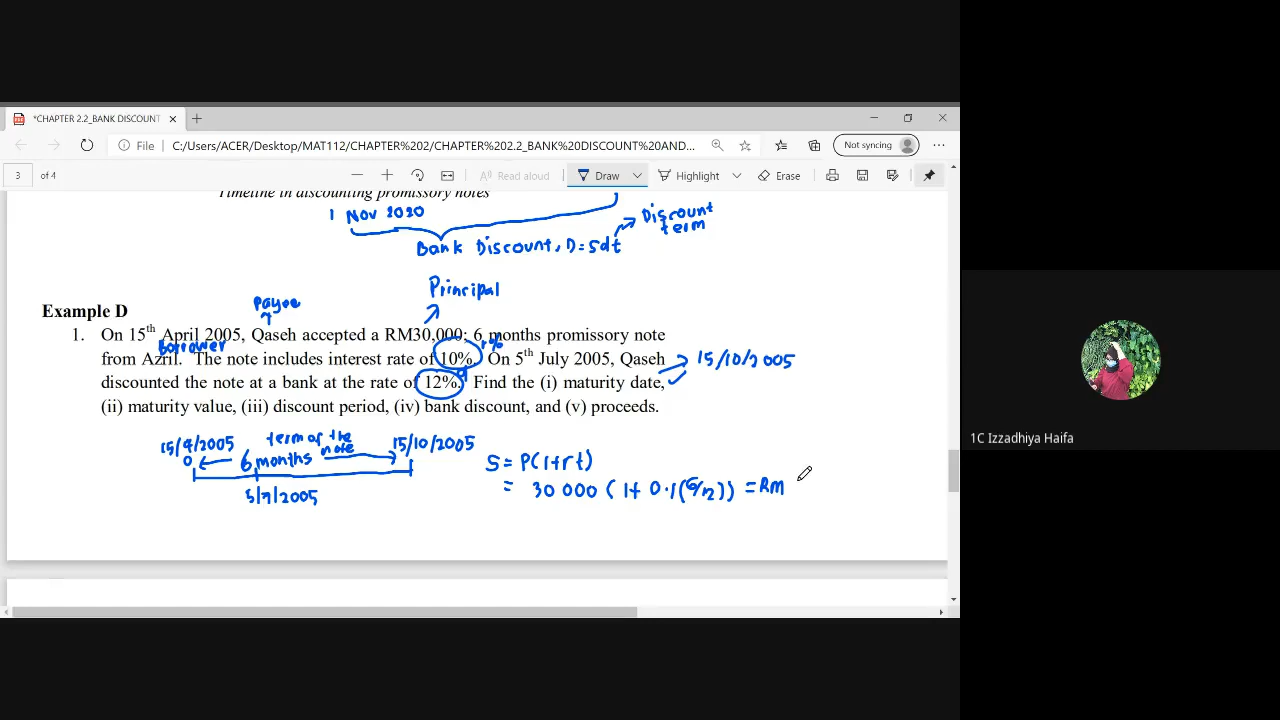 *CHAPTER 2.2_BANK DISCOUNT
File
C:/Users/ACER/Desktop/MAT112/CHAPTER%202/CHAPTER%202.2_BANK%20DISCOUNT%20AND...
Not syncing
3 of 4
Read aloud
Draw
Highlight
Erase
Timeline in discounting promissory notes
1 Nov 2020
Discount term
Bank Discount, D = Sdt
Principal
Payee
Example D
1. On 15th April 2005, Qaseh accepted a RM30,000; 6 months promissory note
Borrower
r%
from Azril. The note includes interest rate of 10%. On 5th July 2005, Qaseh
15/10/2005
d
discounted the note at a bank at the rate of 12%. Find the (i) maturity date,
(ii) maturity value, (iii) discount period, (iv) bank discount, and (v) proceeds.
15/4/2005
term of the note
15/10/2005
0
6 months
5/7/2005
S = P(1+rt)
= 30 000 (1+ 0.1(6/12)) = RM
1C Izzadhiya Haifa